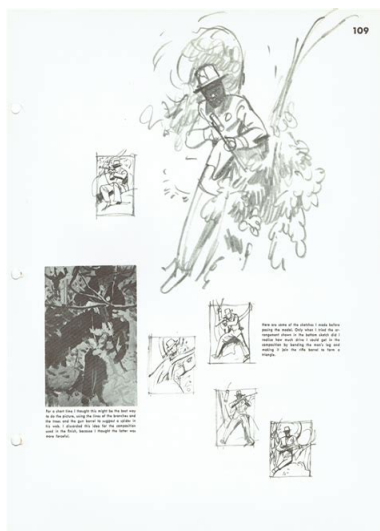 109
Here are some of the sketches I made before
posing the model. Only when I tried the ar-
rangement shown in the bottom sketch did I
realize how much drive I could get in the
composition by bending the man's leg and
making it join the rifle barrel to form a
triangle.
For a short time I thought this might be the best way
to do the picture, using the lines of the branches and
the trees and the gun barrel to suggest a spider in
his web. I discarded this idea for the composition
used in the finish, because I thought the latter was
more forceful.